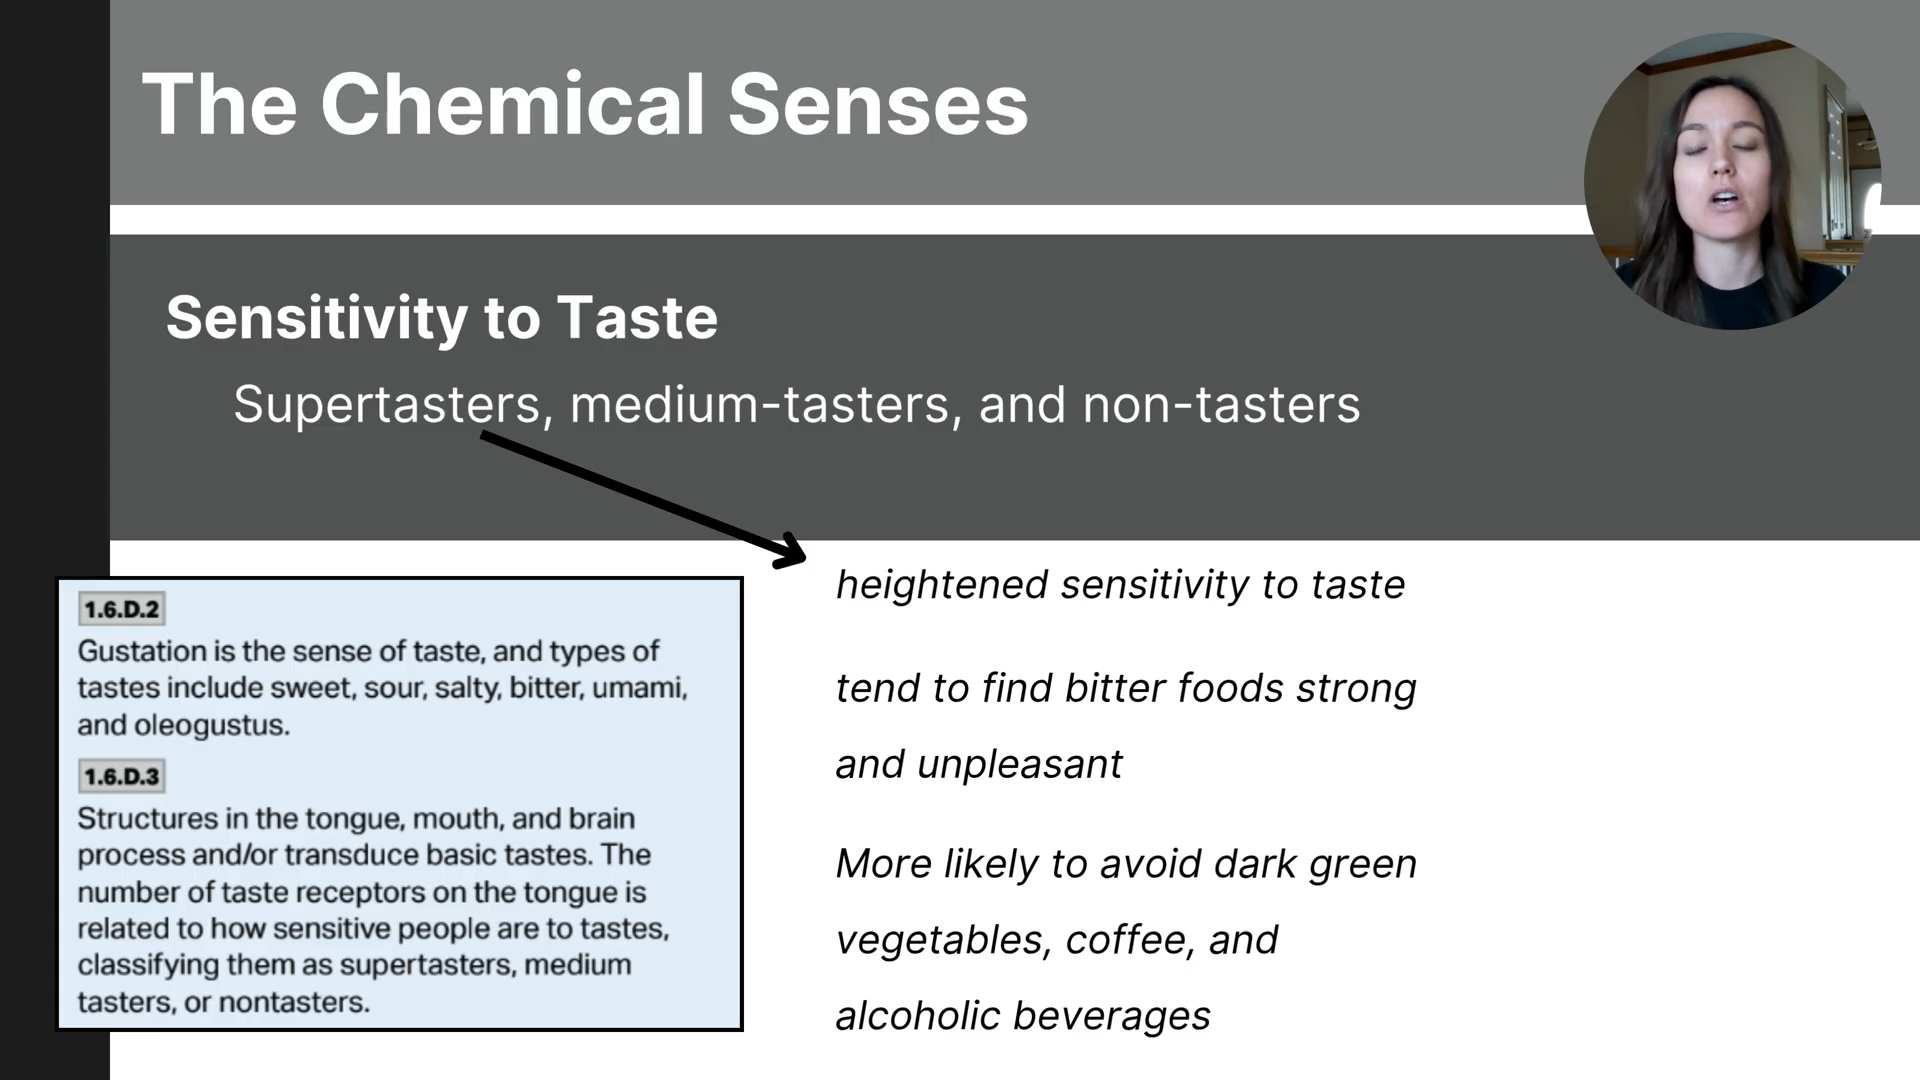 The Chemical Senses
Sensitivity to Taste
Supertasters, medium-tasters, and non-tasters
1.6.D.2
Gustation is the sense of taste, and types of
tastes include sweet, sour, salty, bitter, umami,
and oleogustus.
1.6.D.3
Structures in the tongue, mouth, and brain
process and/or transduce basic tastes. The
number of taste receptors on the tongue is
related to how sensitive people are to tastes,
classifying them as supertasters, medium
tasters, or nontasters.
heightened sensitivity to taste
tend to find bitter foods strong
and unpleasant
More likely to avoid dark green
vegetables, coffee, and
alcoholic beverages